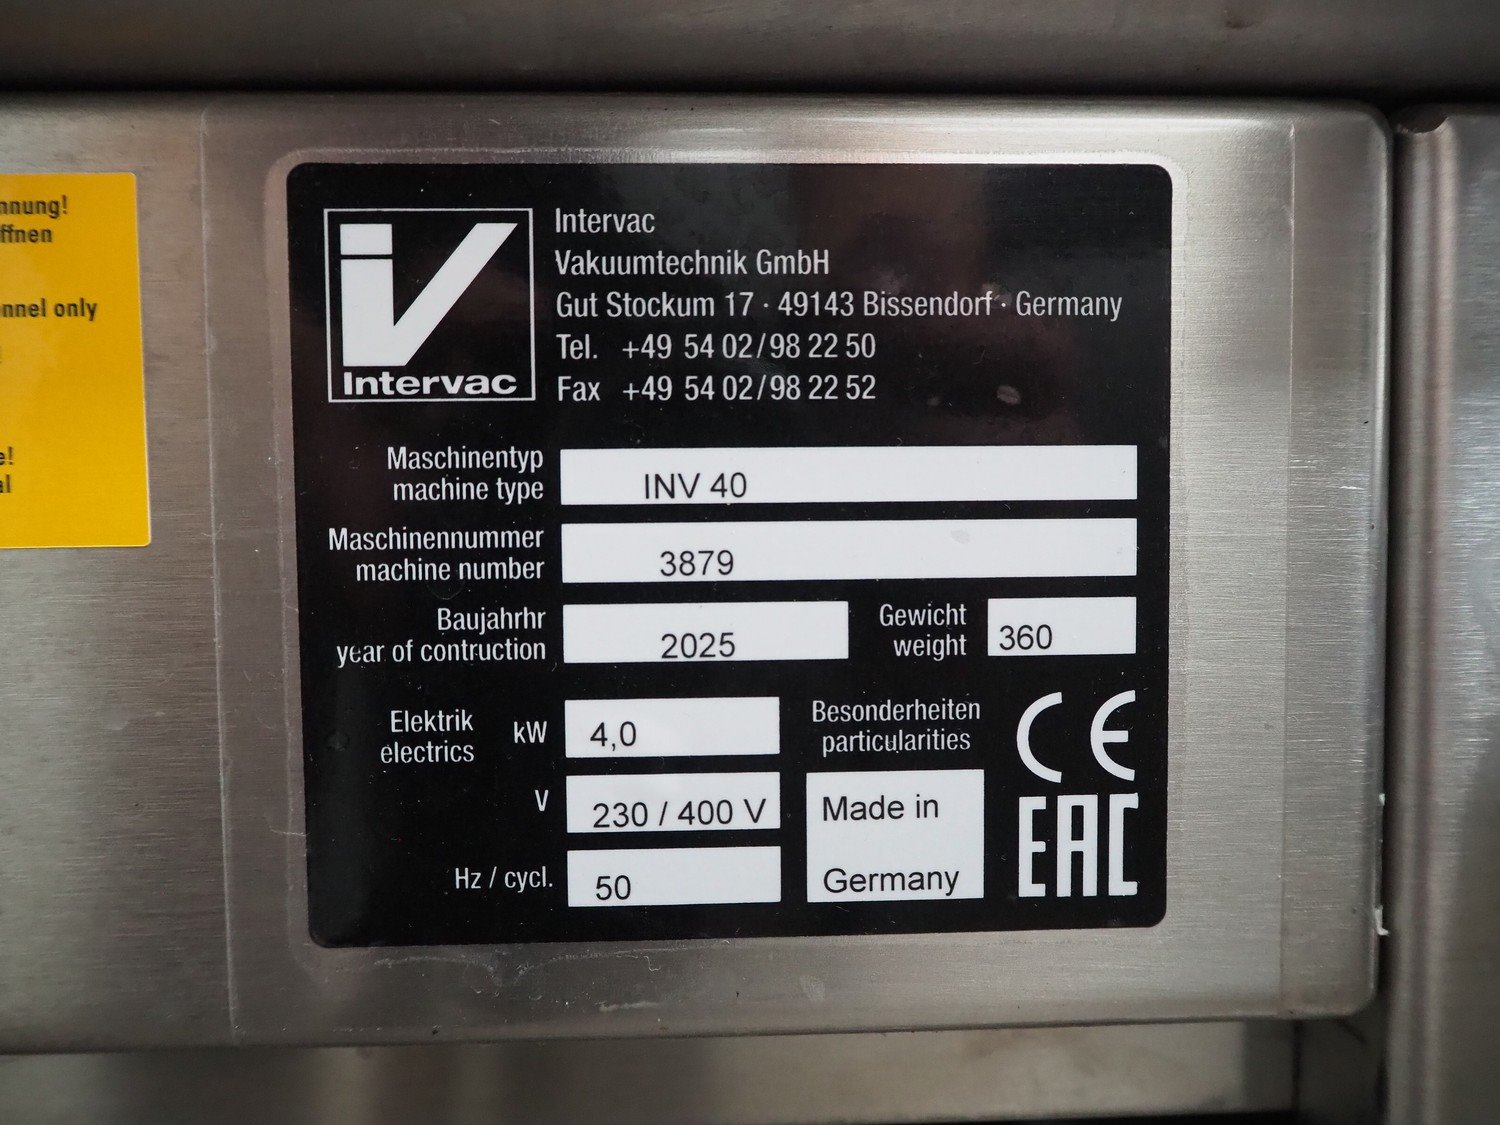 nnung!
ffnen
nnel only
e!
al
iV
Intervac
Intervac
Vakuumtechnik GmbH
Gut Stockum 17 · 49143 Bissendorf · Germany
Tel. +49 54 02/98 22 50
Fax +49 54 02/98 22 52
Maschinentyp
machine type
INV 40
Maschinennummer
machine number
3879
Baujahrhr
year of contruction
2025
Gewicht
weight
360
Elektrik
electrics
kW
4,0
V
230 / 400 V
Hz / cycl.
50
Besonderheiten
particularities
Made in
Germany
CE
EAC